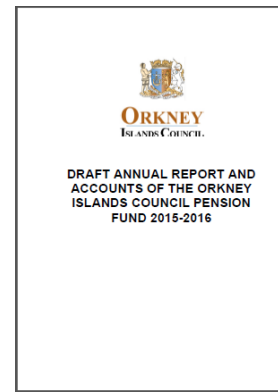 ORKNEY
ISLANDS COUNCIL
DRAFT ANNUAL REPORT AND
ACCOUNTS OF THE ORKNEY
ISLANDS COUNCIL PENSION
FUND 2015-2016